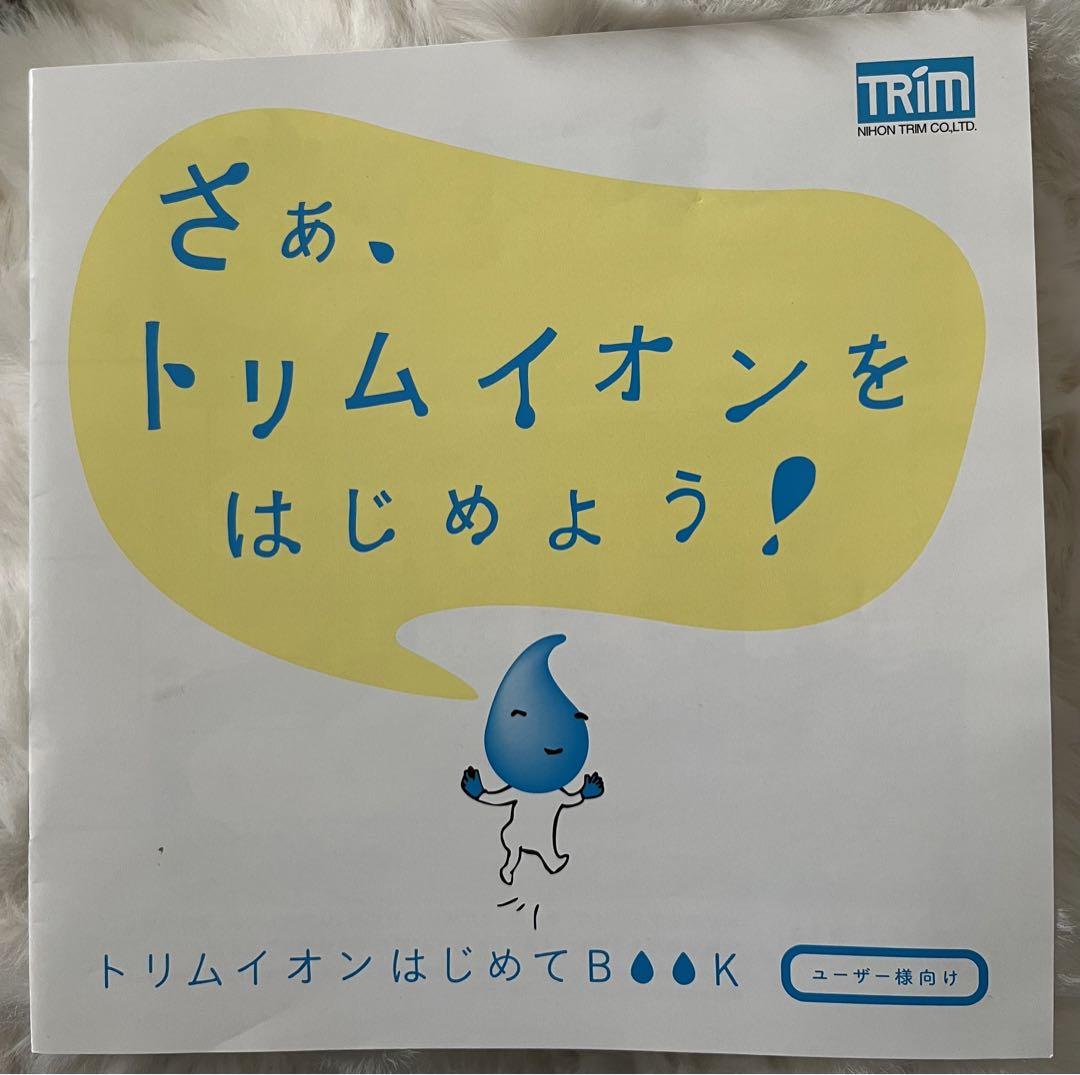 TRiM
NIHON TRIM CO.,LTD.
さぁ、
トリムイオンを
はじめよう!
トリムイオンはじめてBOOK
ユーザー様向け